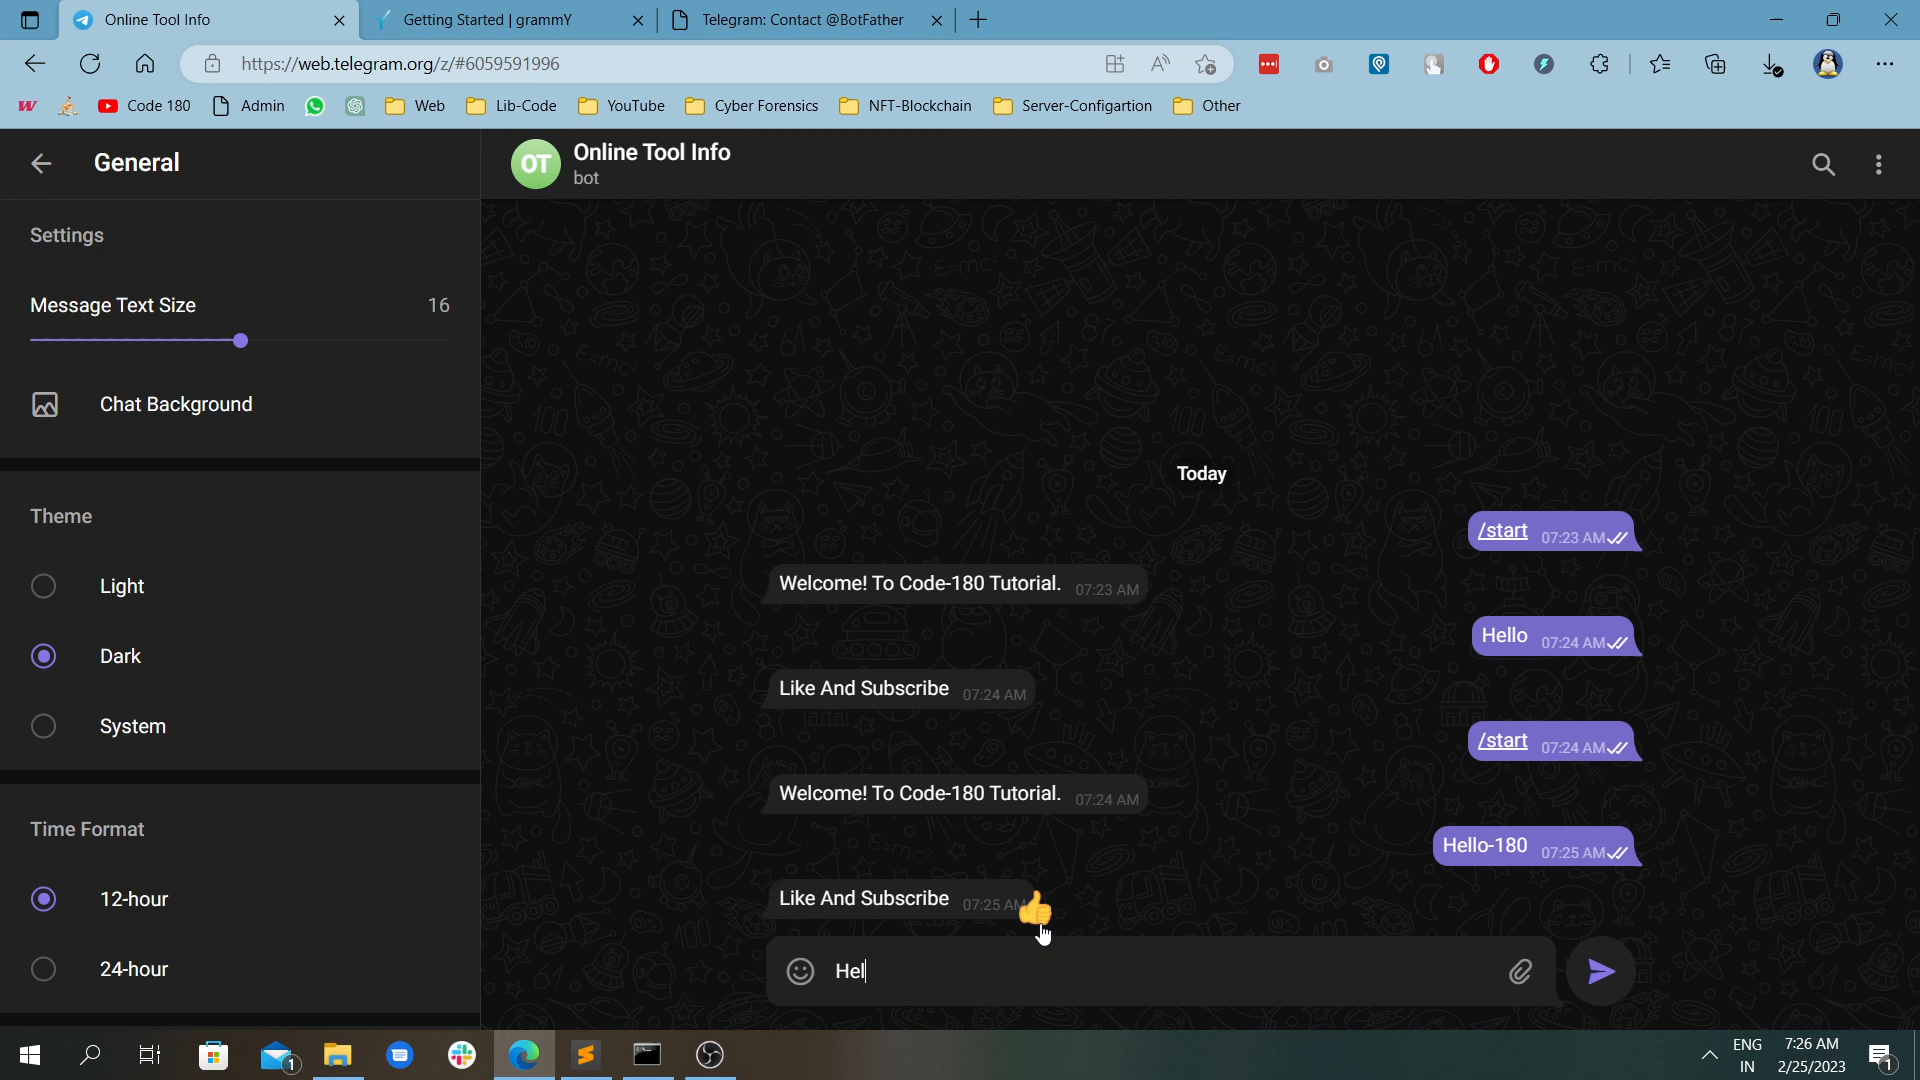 Online Tool Info
Getting Started | grammY
Telegram: Contact @BotFather
https://web.telegram.org/z/#6059591996
Code 180
Admin
Web
Lib-Code
YouTube
Cyber Forensics
NFT-Blockchain
Server-Configartion
Other
General
Settings
Message Text Size 16
Chat Background
Theme
Light
Dark
System
Time Format
12-hour
24-hour
OT
Online Tool Info
bot
Today
/start 07:23 AM
Welcome! To Code-180 Tutorial. 07:23 AM
Hello 07:24 AM
Like And Subscribe 07:24 AM
/start 07:24 AM
Welcome! To Code-180 Tutorial. 07:24 AM
Hello-180 07:25 AM
Like And Subscribe 07:25 AM
Hel
1
ENG
IN
7:26 AM
2/25/2023
1